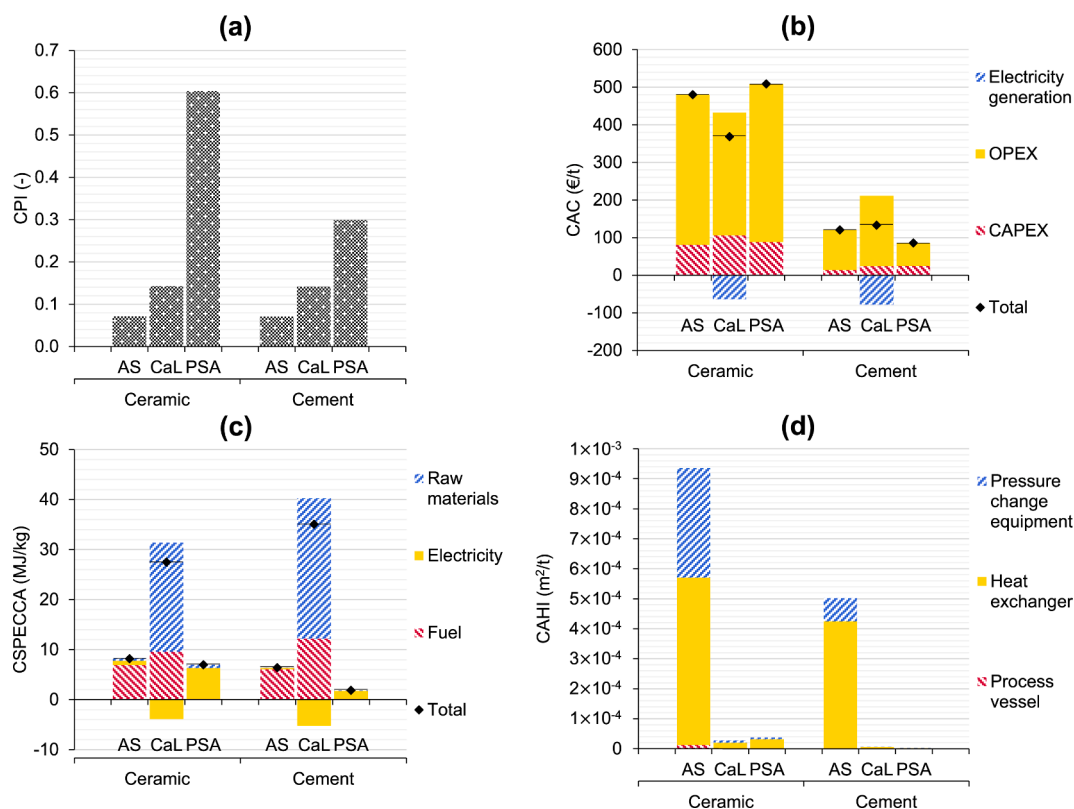 (a)
CPI (-)
0.7
0.6
0.5
0.4
0.3
0.2
0.1
0.0
AS CaL PSA AS CaL PSA
Ceramic Cement
(b)
CAC (€/t)
600
500
400
300
200
100
0
-100
-200
AS CaL PSA AS CaL PSA
Ceramic Cement
Electricity
generation
OPEX
CAPEX
Total
(c)
CSPECCA (MJ/kg)
50
40
30
20
10
0
-10
AS CaL PSA AS CaL PSA
Ceramic Cement
Raw
materials
Electricity
Fuel
Total
(d)
CAHI (m²/t)
1×10⁻³
9×10⁻⁴
8×10⁻⁴
7×10⁻⁴
6×10⁻⁴
5×10⁻⁴
4×10⁻⁴
3×10⁻⁴
2×10⁻⁴
1×10⁻⁴
0
AS CaL PSA AS CaL PSA
Ceramic Cement
Pressure
change
equipment
Heat
exchanger
Process
vessel